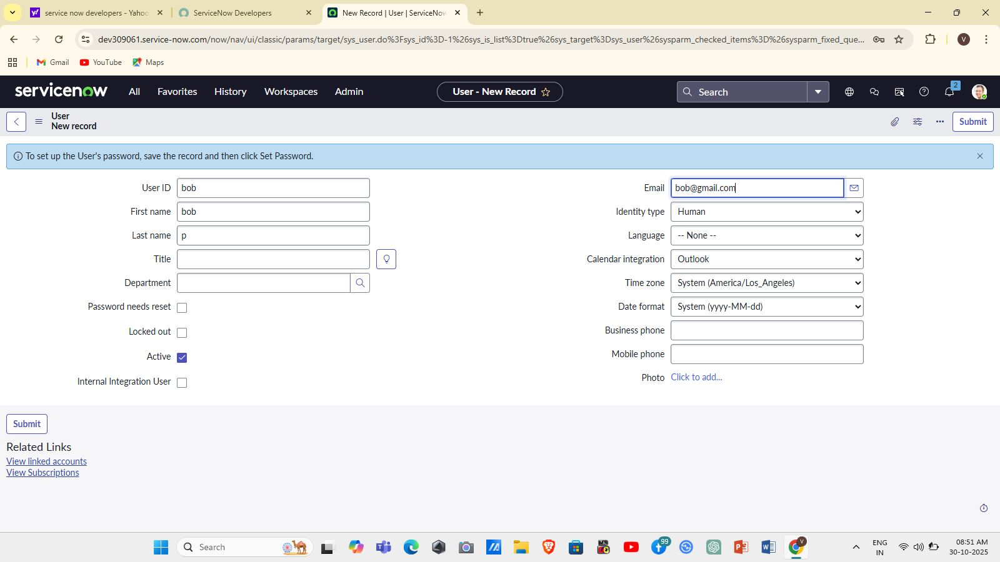 service now developers - Yahoo
ServiceNow Developers
New Record | User | ServiceNow
dev309061.service-now.com/now/nav/ui/classic/params/target/sys_user.do%3Fsys_id%3D-1%26sys_is_list%3Dtrue%26sys_target%3Dsys_user%26sysparm_checked_items%3D%26sysparm_fixed_que...
V
Gmail
YouTube
Maps
servicenow
All
Favorites
History
Workspaces
Admin
User - New Record
Search
2
User
New record
Submit
To set up the User's password, save the record and then click Set Password.
User ID
bob
First name
bob
Last name
p
Title
Department
Password needs reset
Locked out
Active
Internal Integration User
Email
bob@gmail.com
Identity type
Human
Language
-- None --
Calendar integration
Outlook
Time zone
System (America/Los_Angeles)
Date format
System (yyyy-MM-dd)
Business phone
Mobile phone
Photo
Click to add...
Submit
Related Links
View linked accounts
View Subscriptions
Search
99
V
ENG
IN
08:51 AM
30-10-2025